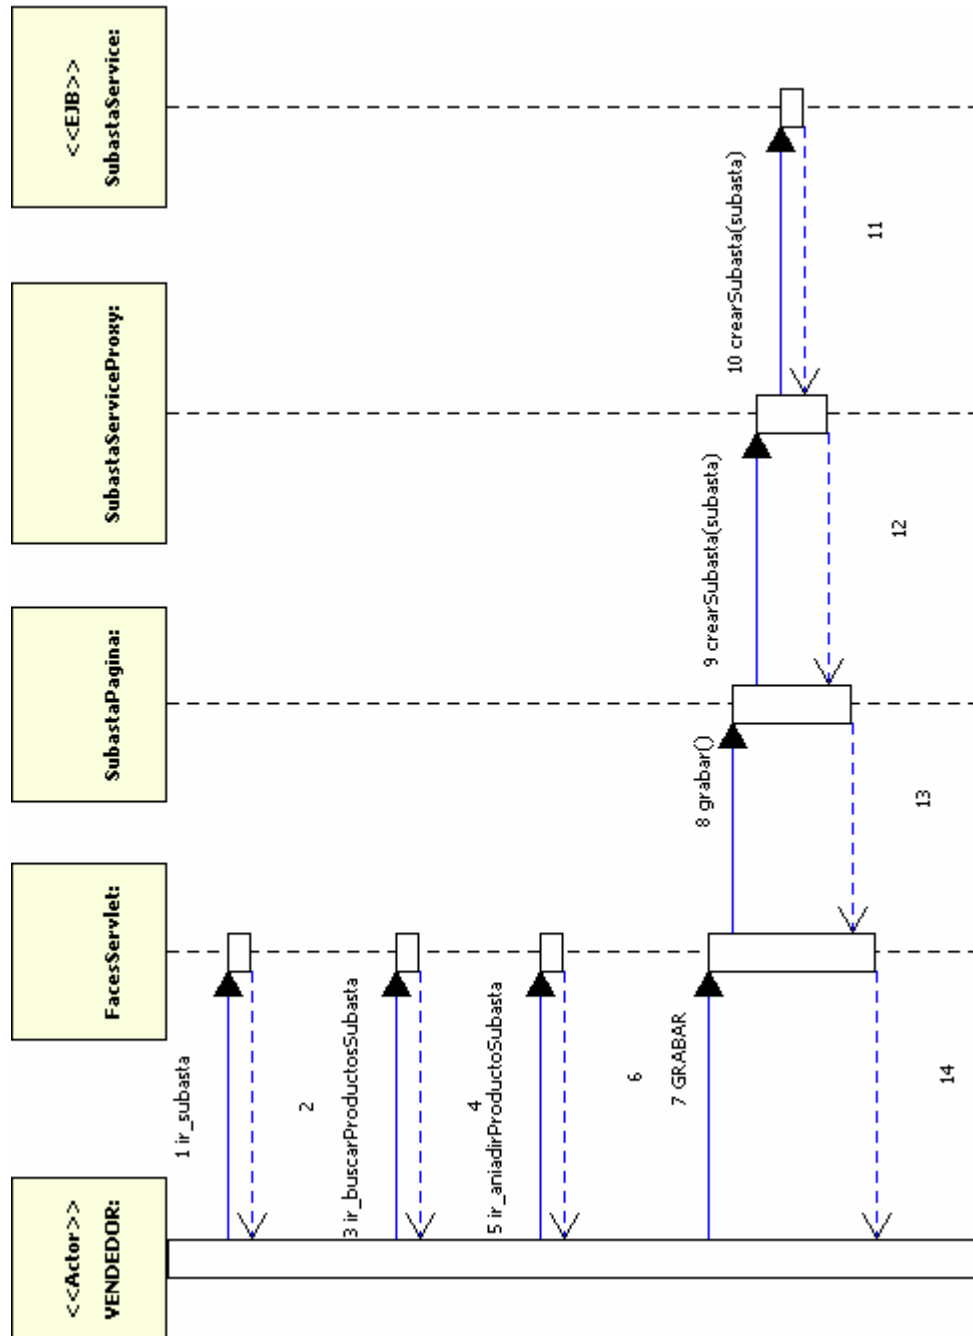 <<Actor>>
VENDEDOR:
FacesServlet:
SubastaPagina:
SubastaServiceProxy:
<<EJB>>
SubastaService:
1 ir_subasta
2
3 ir_buscarProductosSubasta
4
5 ir_aniadirProductoSubasta
6
7 GRABAR
8 grabar()
9 crearSubasta(subasta)
10 crearSubasta(subasta)
11
12
13
14